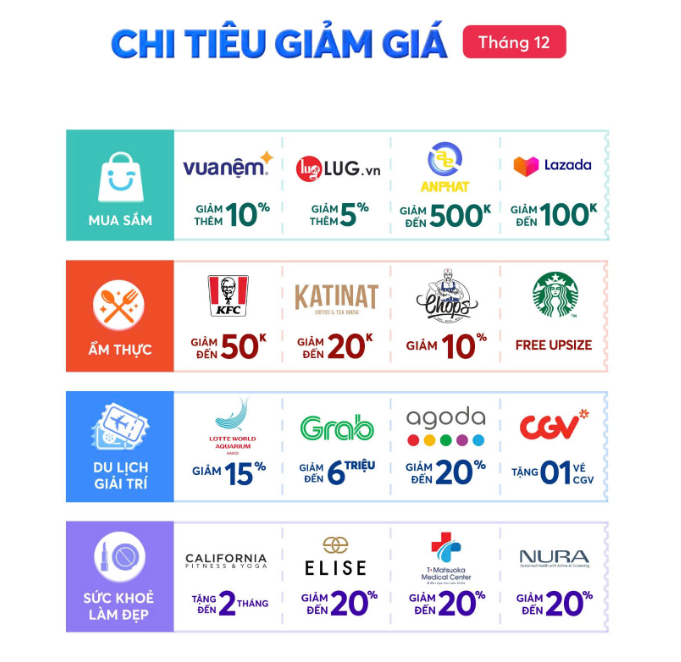 CHI TIÊU GIẢM GIÁ Tháng 12
MUA SẮM
vuanệm
GIẢM THÊM 10%
lug LUG.vn
GIẢM THÊM 5%
ANPHAT
GIẢM ĐẾN 500K
Lazada
GIẢM ĐẾN 100K
ẨM THỰC
KFC
GIẢM ĐẾN 50K
KATINAT
COFFEE & TEA HOUSE
GIẢM ĐẾN 20K
Chops
GIẢM 10%
FREE UPSIZE
DU LỊCH
GIẢI TRÍ
LOTTE WORLD
AQUARIUM
HANOI
GIẢM 15%
Grab
GIẢM ĐẾN 6 TRIỆU
agoda
GIẢM ĐẾN 20%
CGV
TẶNG 01 VÉ CGV
SỨC KHOẺ
LÀM ĐẸP
CALIFORNIA
FITNESS & YOGA
TẶNG ĐẾN 2 THÁNG
ELISE
GIẢM ĐẾN 20%
T-Matsuoka
Medical Center
GIẢM ĐẾN 20%
NURA
GIẢM ĐẾN 20%